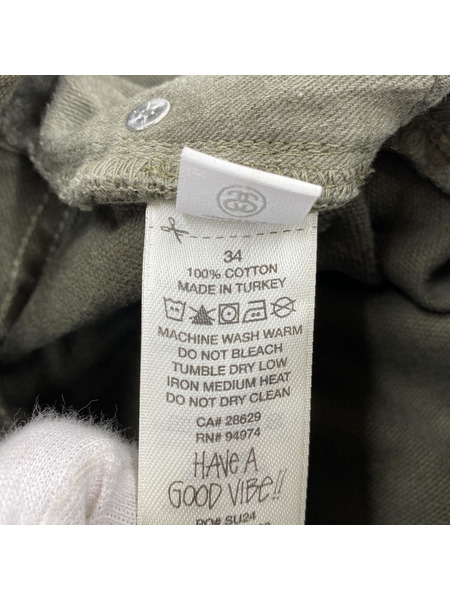 34
100% COTTON
MADE IN TURKEY
MACHINE WASH WARM
DO NOT BLEACH
TUMBLE DRY LOW
IRON MEDIUM HEAT
DO NOT DRY CLEAN
CA# 28629
RN# 94974
HAVE A
GOOD VIBE!!
PO# SU24